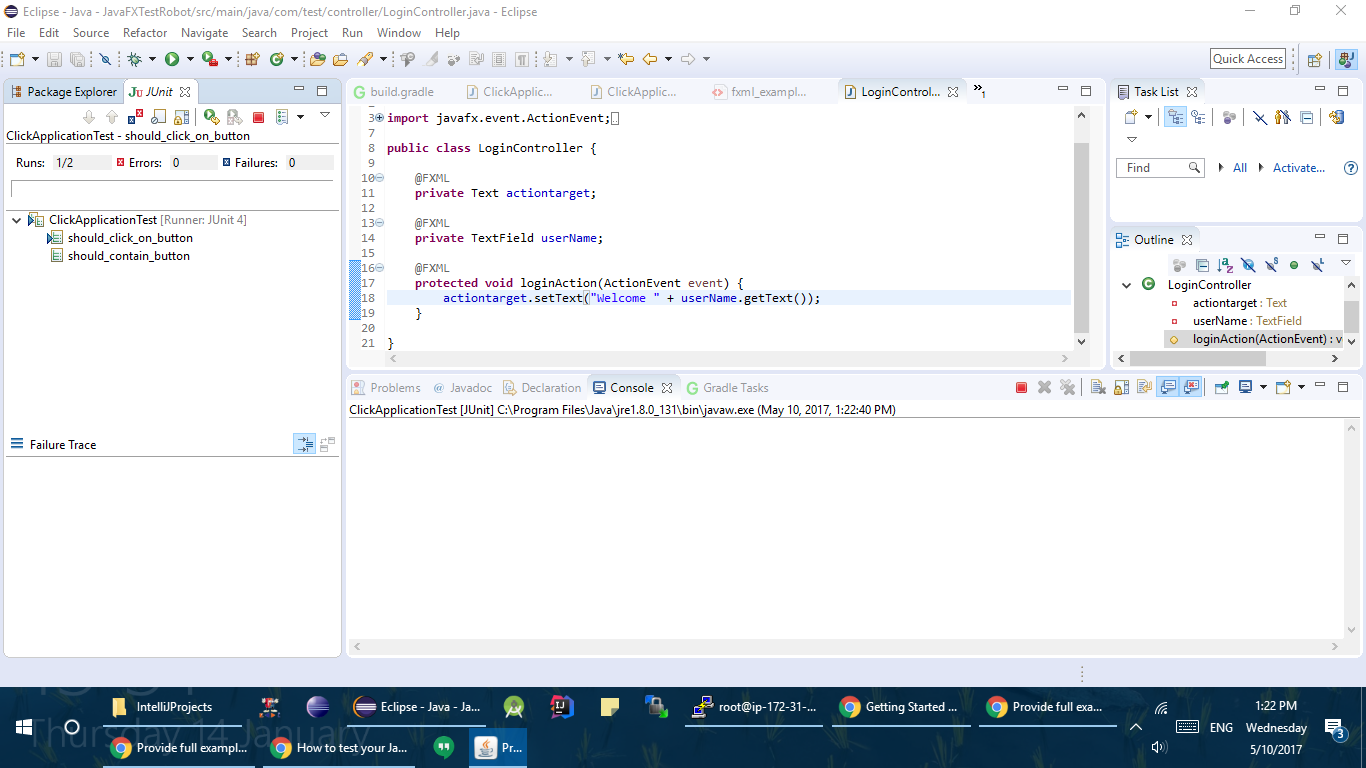 Eclipse - Java - JavaFXTestRobot/src/main/java/com/test/controller/LoginController.java - Eclipse
File Edit Source Refactor Navigate Search Project Run Window Help
Quick Access
Package Explorer JUnit
ClickApplicationTest - should_click_on_button
Runs: 1/2 Errors: 0 Failures: 0
ClickApplicationTest [Runner: JUnit 4]
should_click_on_button
should_contain_button
Failure Trace
build.gradle ClickApplic... ClickApplic... fxml_exampl... LoginControl... »1
3 import javafx.event.ActionEvent;
7
8 public class LoginController {
9
10 @FXML
11 private Text actiontarget;
12
13 @FXML
14 private TextField userName;
15
16 @FXML
17 protected void loginAction(ActionEvent event) {
18 actiontarget.setText("Welcome " + userName.getText());
19 }
20
21 }
Task List
Find All Activate...
Outline
LoginController
actiontarget : Text
userName : TextField
loginAction(ActionEvent) : v
Problems @ Javadoc Declaration Console Gradle Tasks
ClickApplicationTest [JUnit] C:\Program Files\Java\jre1.8.0_131\bin\javaw.exe (May 10, 2017, 1:22:40 PM)
IntelliJProjects Eclipse - Java - Ja... root@ip-172-31-... Getting Started ... Provide full exa...
Thursday, 14 January
Provide full exampl... How to test your Ja... Pr...
ENG
1:22 PM
Wednesday
5/10/2017
3